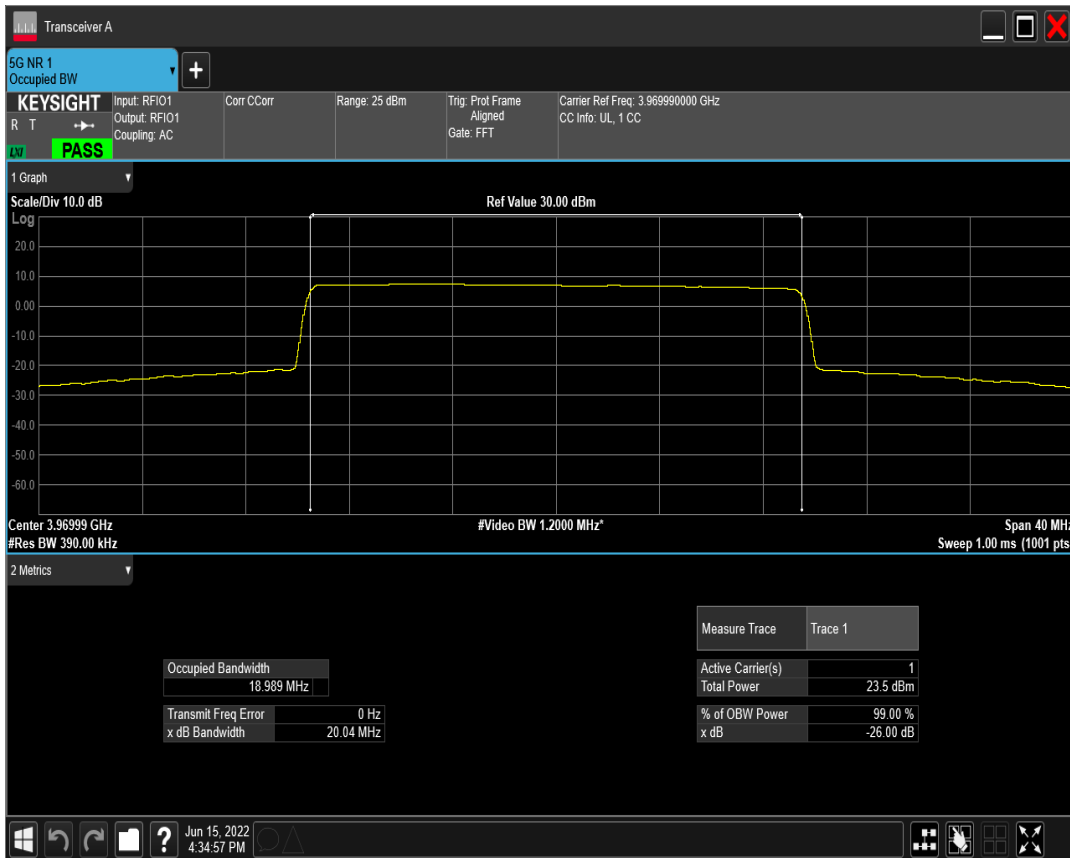 Transceiver A
5G NR 1
Occupied BW
+
KEYSIGHT
R T
LXI
PASS
Input: RFIO1
Output: RFIO1
Coupling: AC
Corr CCorr
Range: 25 dBm
Trig: Prot Frame
Aligned
Gate: FFT
Carrier Ref Freq: 3.969990000 GHz
CC Info: UL, 1 CC
1 Graph
Scale/Div 10.0 dB
Ref Value 30.00 dBm
Log
20.0
10.0
0.00
-10.0
-20.0
-30.0
-40.0
-50.0
-60.0
Center 3.96999 GHz
#Video BW 1.2000 MHz*
Span 40 MHz
#Res BW 390.00 kHz
Sweep 1.00 ms (1001 pts
2 Metrics
Measure Trace Trace 1
Occupied Bandwidth
18.989 MHz
Active Carrier(s) 1
Total Power 23.5 dBm
Transmit Freq Error 0 Hz
x dB Bandwidth 20.04 MHz
% of OBW Power 99.00 %
x dB -26.00 dB
?
Jun 15, 2022
4:34:57 PM